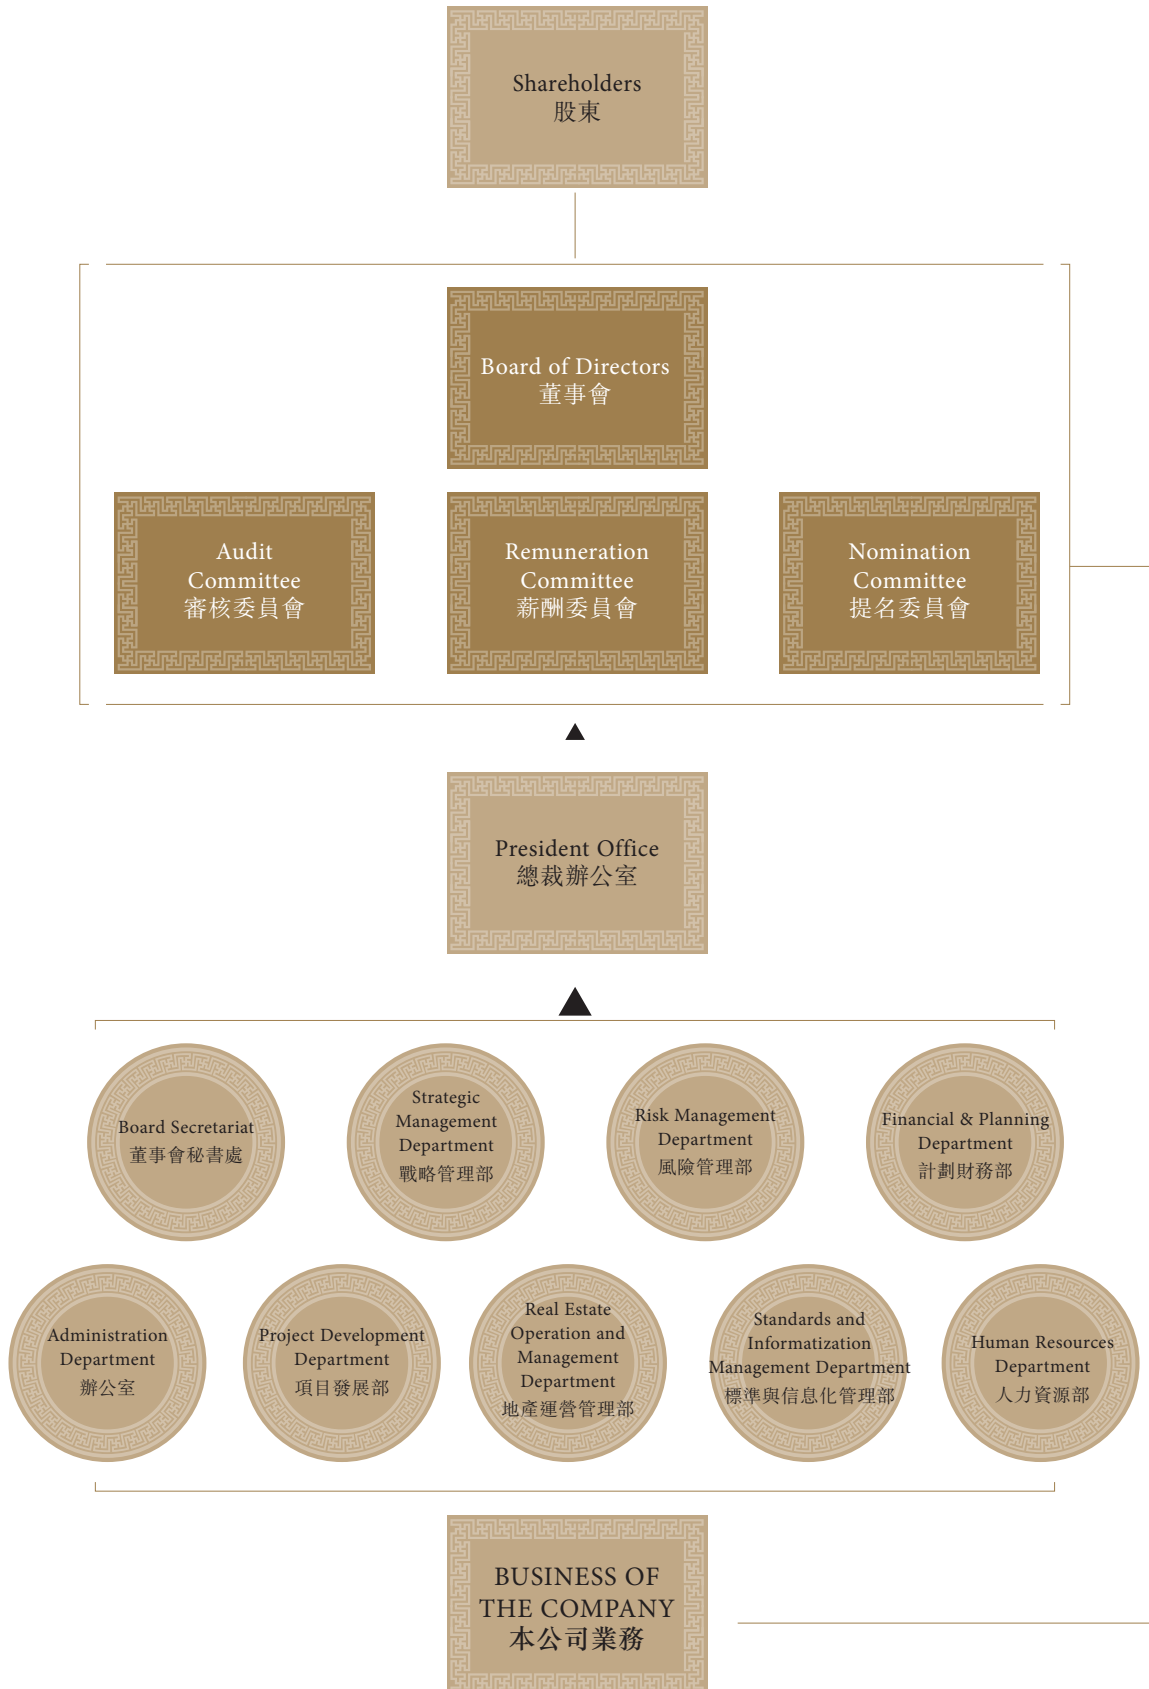 Shareholders
股東
Board of Directors
董事會
Audit
Committee
審核委員會
Remuneration
Committee
薪酬委員會
Nomination
Committee
提名委員會
President Office
總裁辦公室
Board Secretariat
董事會秘書處
Strategic
Management
Department
戰略管理部
Risk Management
Department
風險管理部
Financial & Planning
Department
計劃財務部
Administration
Department
辦公室
Project Development
Department
項目發展部
Real Estate
Operation and
Management
Department
地產運營管理部
Standards and
Informatization
Management Department
標準與信息化管理部
Human Resources
Department
人力資源部
BUSINESS OF
THE COMPANY
本公司業務